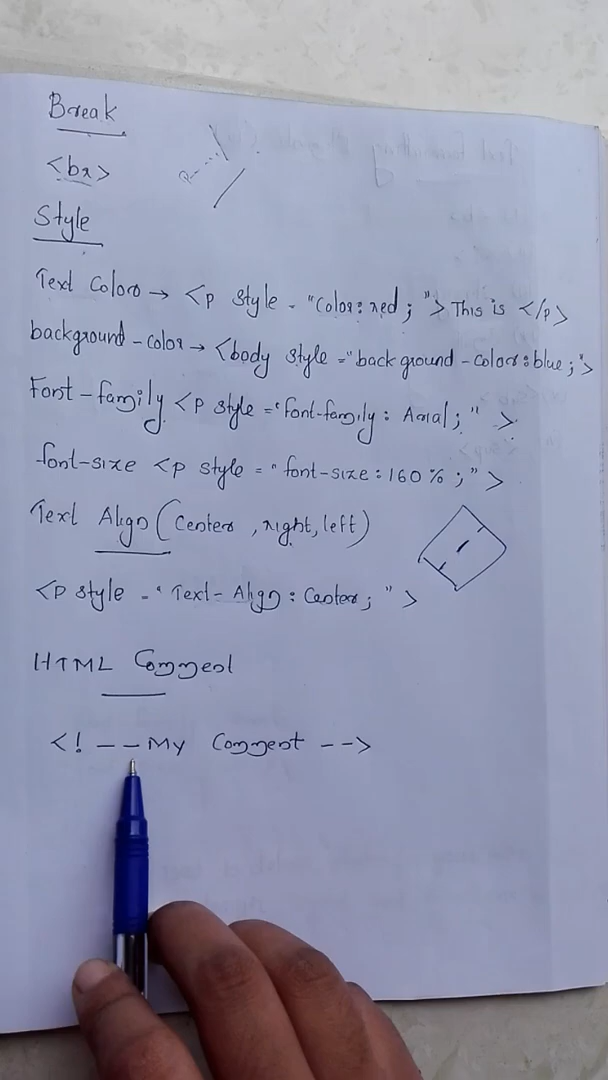 Break
<br>
Style
Text Color → <p style = "Color: red; "> This is </p>
background-color → <body style = "back ground-color: blue; ">
Font-family <p style = "font-family: Arial; " >
font-size <p style = " font-size: 160%; ">
Text Align (Center, right, left)
<p style = " Text-Align: Center; " >
HTML Comment
<! -- My Comment -->